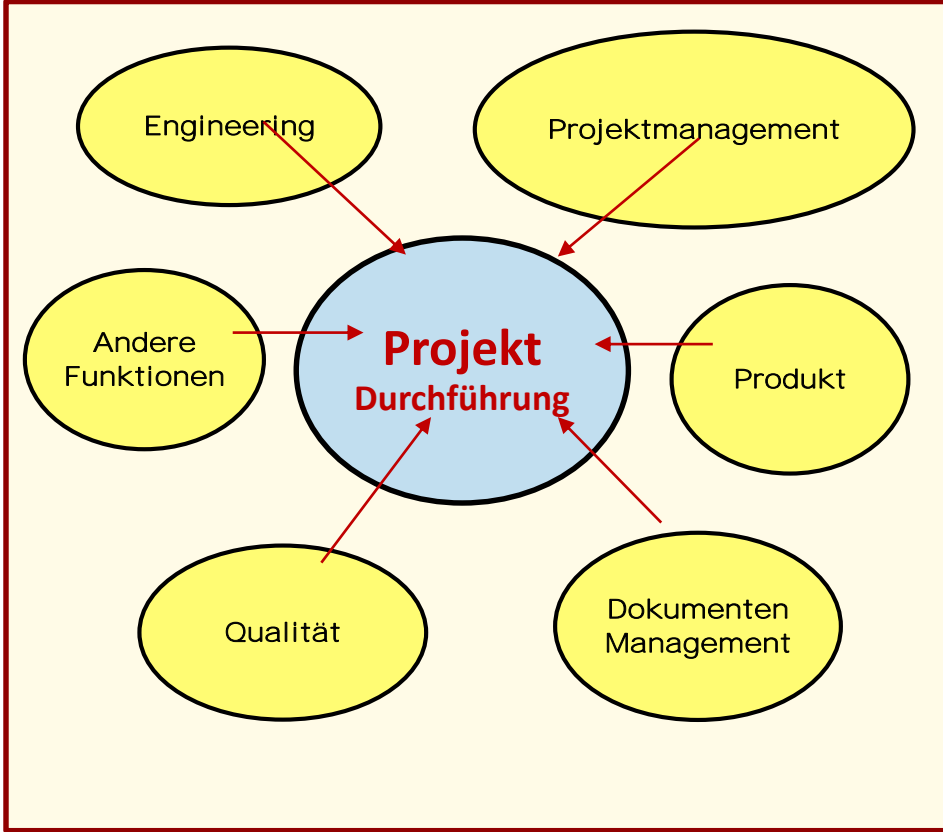 Engineering
Projektmanagement
Andere
Funktionen
Projekt
Durchführung
Produkt
Qualität
Dokumenten
Management